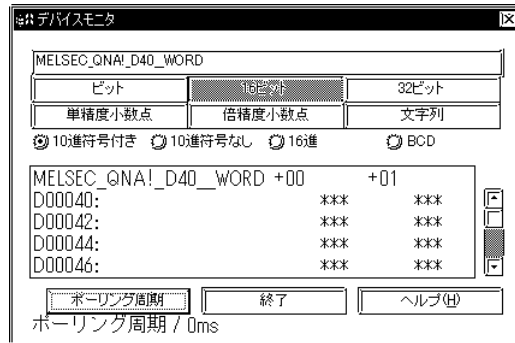 デバイスモニタ
MELSEC_QNA!_D40_WORD
ビット 16ビット 32ビット
単精度小数点 倍精度小数点 文字列
10進符号付き 10進符号なし 16進 BCD
MELSEC_QNA!_D40__WORD +00 +01
D00040: *** ***
D00042: *** ***
D00044: *** ***
D00046: *** ***
ポーリング周期 終了 ヘルプ(H)
ポーリング周期 / 0ms